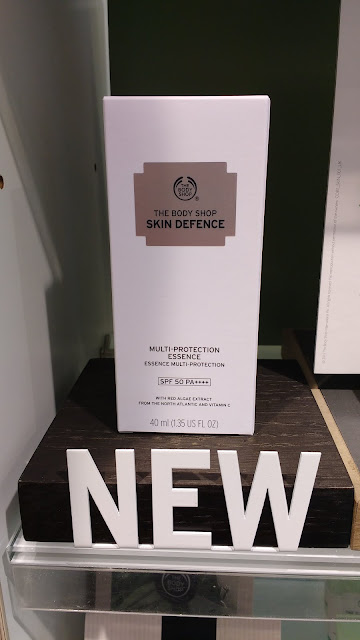 THE
BODY
SHOP
®
THE BODY SHOP
SKIN DEFENCE
MULTI-PROTECTION
ESSENCE
ESSENCE MULTI-PROTECTION
SPF 50 PA++++
WITH RED ALGAE EXTRACT
FROM THE NORTH ATLANTIC AND VITAMIN C
40 ml (1.35 US FL OZ)
NEW